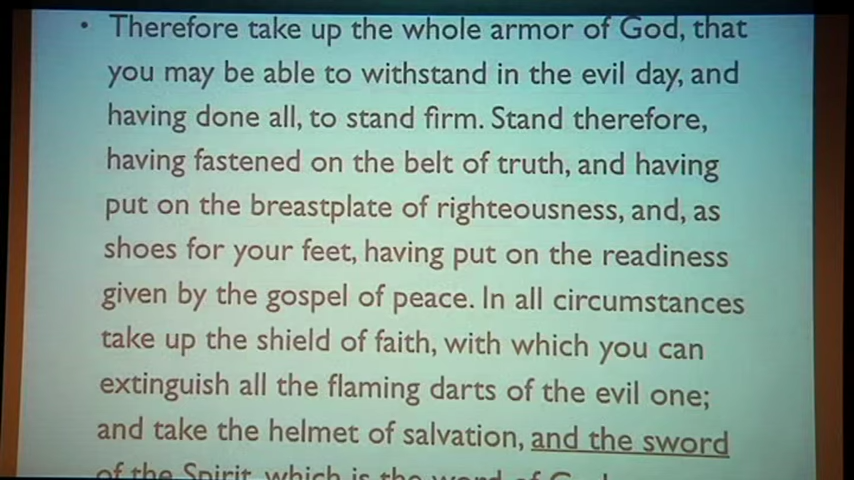 • Therefore take up the whole armor of God, that
you may be able to withstand in the evil day, and
having done all, to stand firm. Stand therefore,
having fastened on the belt of truth, and having
put on the breastplate of righteousness, and, as
shoes for your feet, having put on the readiness
given by the gospel of peace. In all circumstances
take up the shield of faith, with which you can
extinguish all the flaming darts of the evil one;
and take the helmet of salvation, and the sword
of the Spirit, which is the word of God